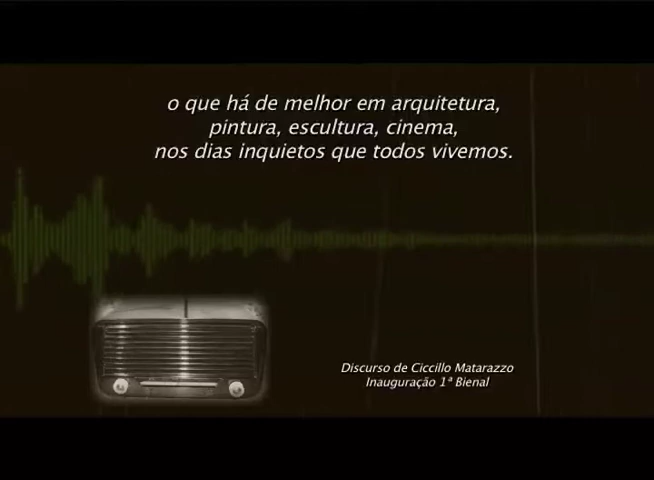 o que há de melhor em arquitetura,
pintura, escultura, cinema,
nos dias inquietos que todos vivemos.
Discurso de Ciccillo Matarazzo
Inauguração 1ª Bienal